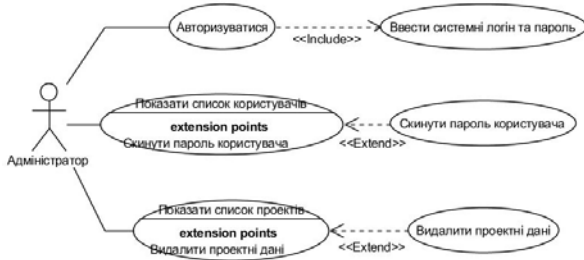 Авторизуватися
<<Include>>
Ввести системні логін та пароль
Адміністратор
Показати список користувачів
extension points
Скинути пароль користувача
<<Extend>>
Скинути пароль користувача
Показати список проектів
extension points
Видалити проектні дані
<<Extend>>
Видалити проектні дані